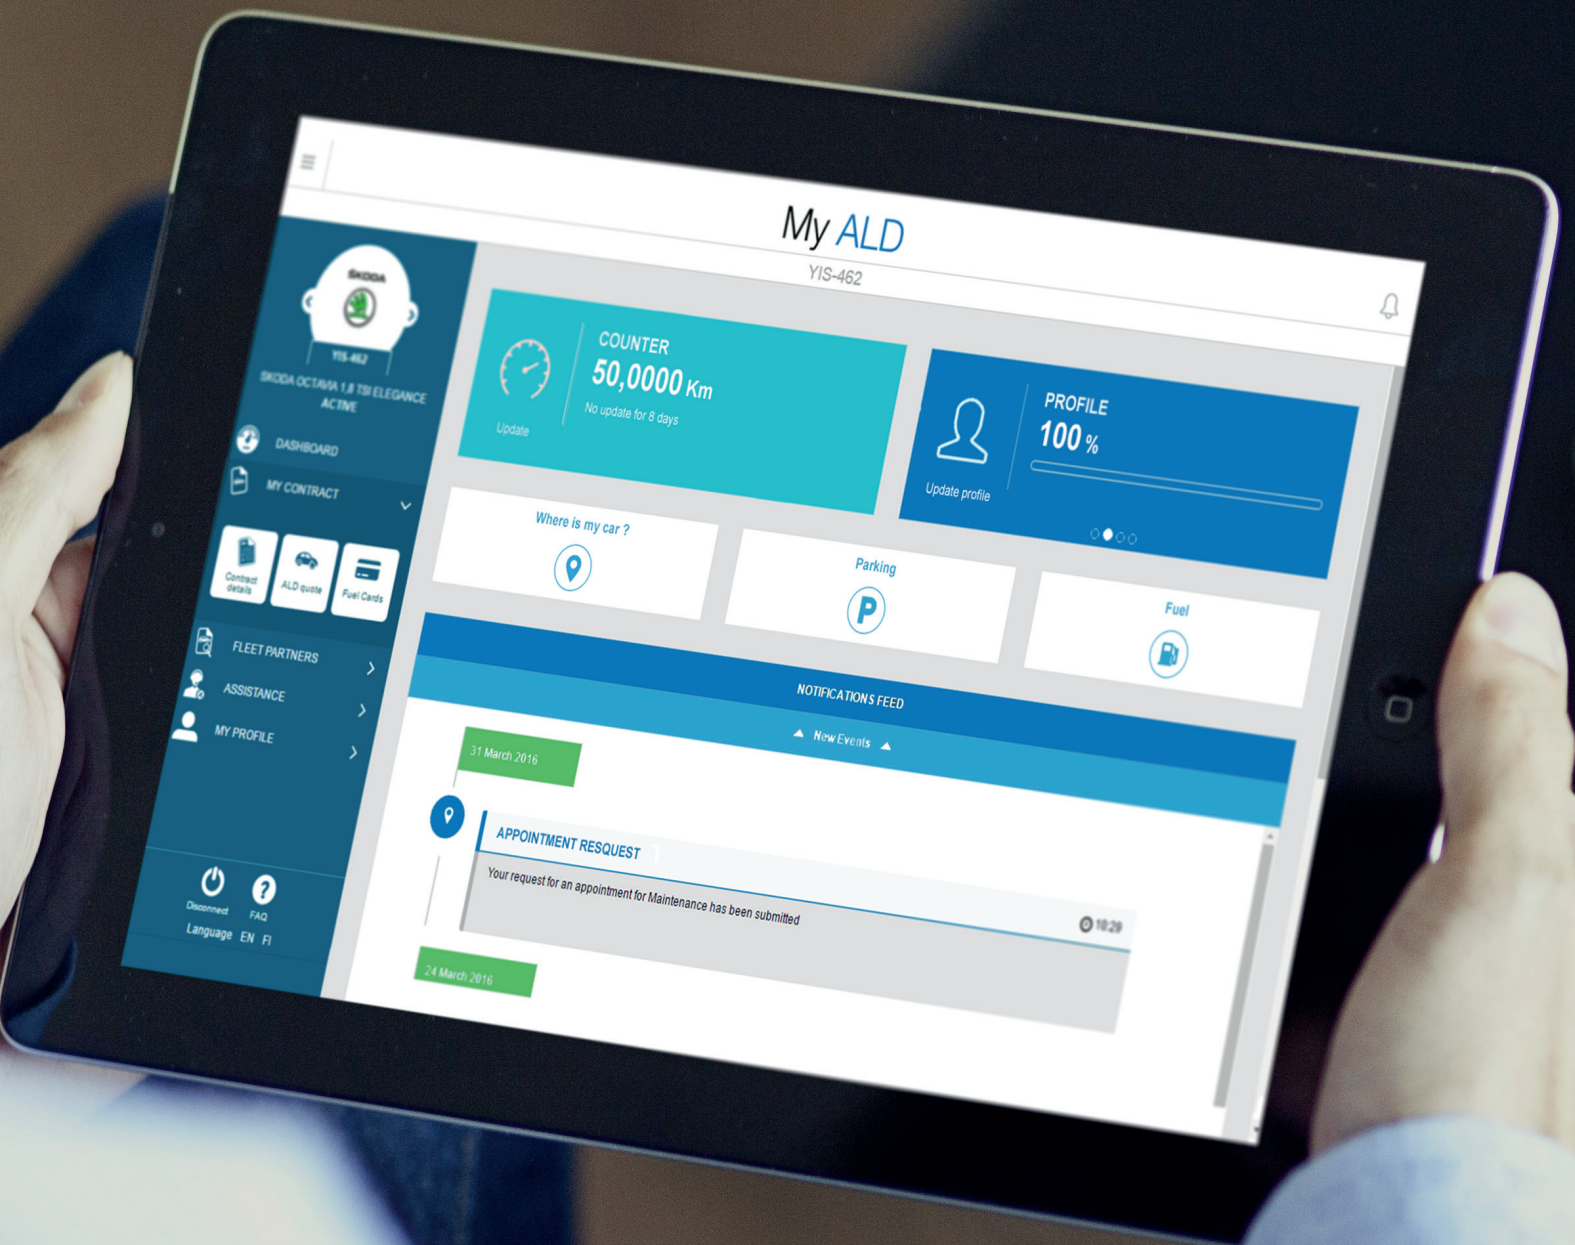 My ALD
YIS-462
ŠKODA
YIS-462
SKODA OCTAVIA 1,8 TSI ELEGANCE
ACTIVE
DASHBOARD
MY CONTRACT
Contract
details
ALD quote
Fuel Cards
FLEET PARTNERS
ASSISTANCE
MY PROFILE
Disconnect
FAQ
Language EN FI
COUNTER
50,0000 Km
No update for 8 days
Update
PROFILE
100 %
Update profile
Where is my car ?
Parking
P
Fuel
NOTIFICATIONS FEED
New Events
31 March 2016
APPOINTMENT RESQUEST
10:29
Your request for an appointment for Maintenance has been submitted
24 March 2016